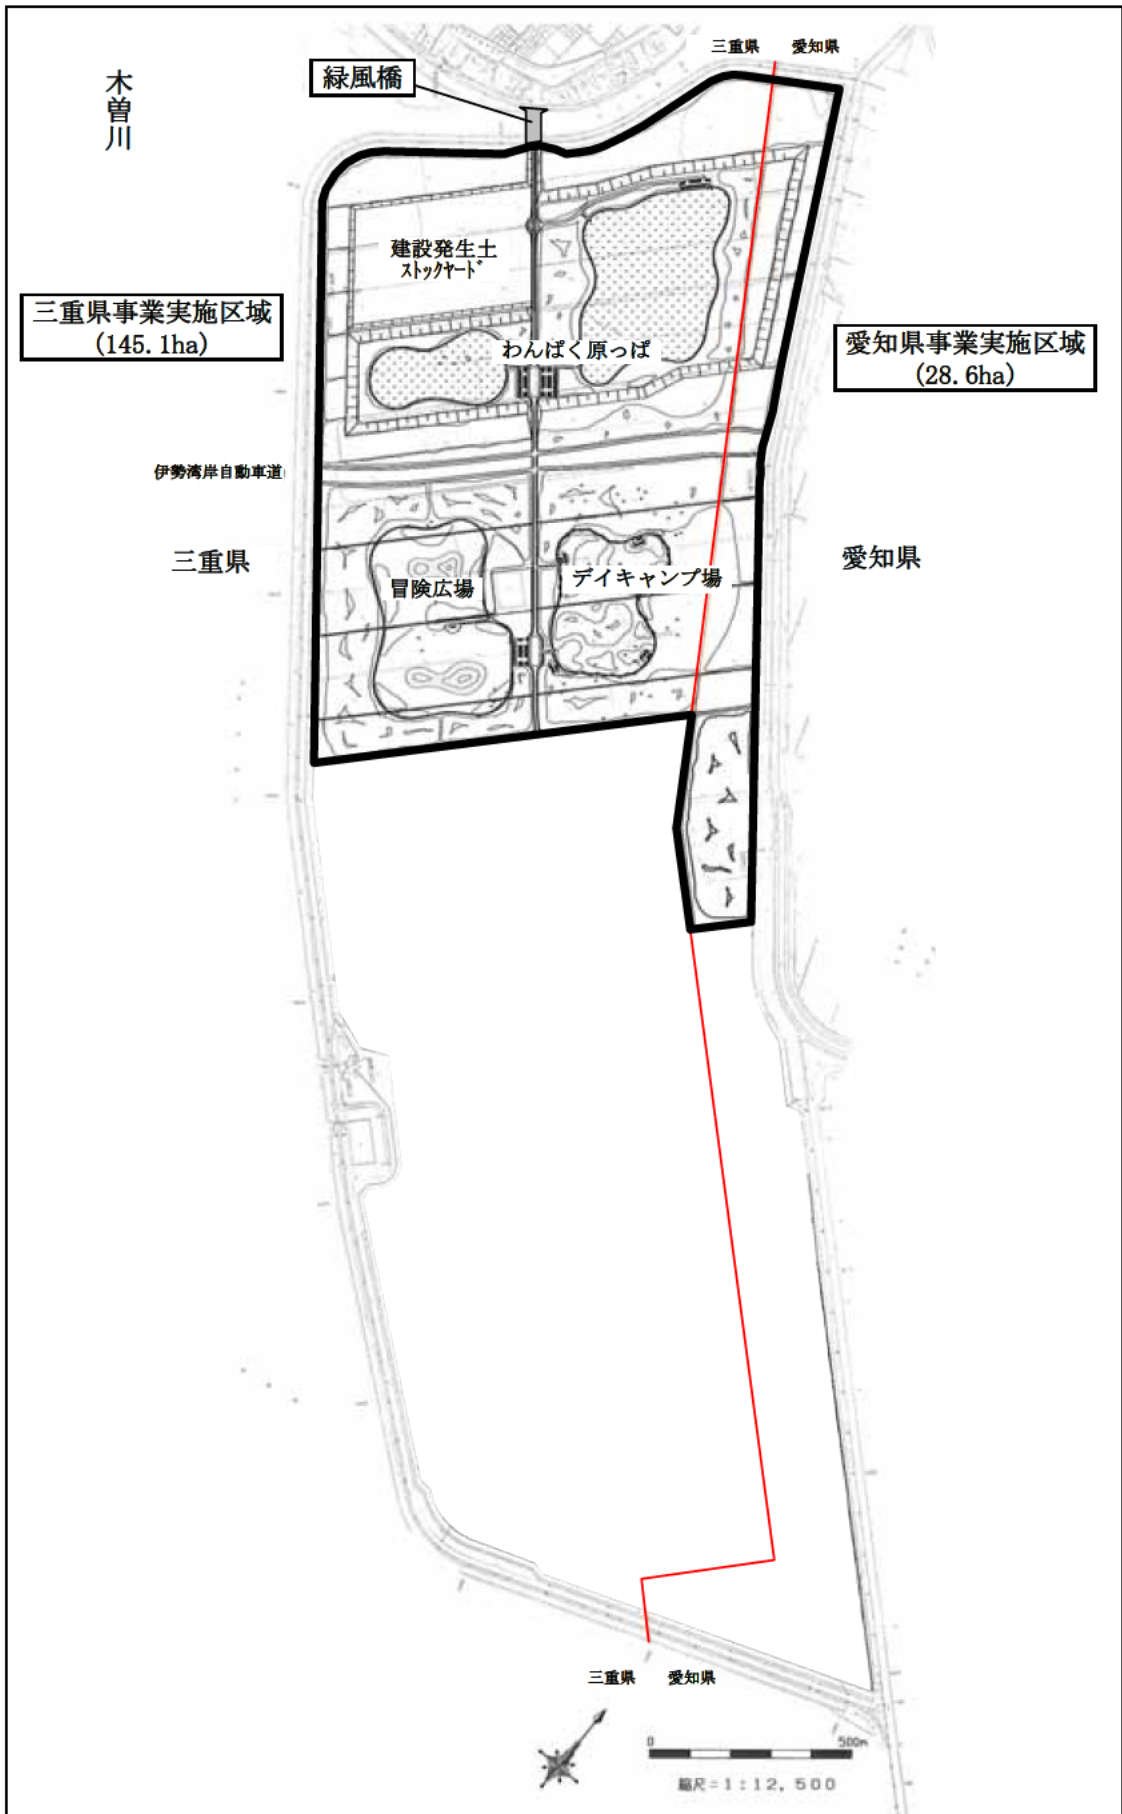 三重県 愛知県
木曽川
緑風橋
建設発生土
ストックヤード
三重県事業実施区域
(145.1ha)
わんぱく原っぱ
愛知県事業実施区域
(28.6ha)
伊勢湾岸自動車道
三重県
愛知県
冒険広場
デイキャンプ場
三重県 愛知県
0 500m
縮尺=1:12,500